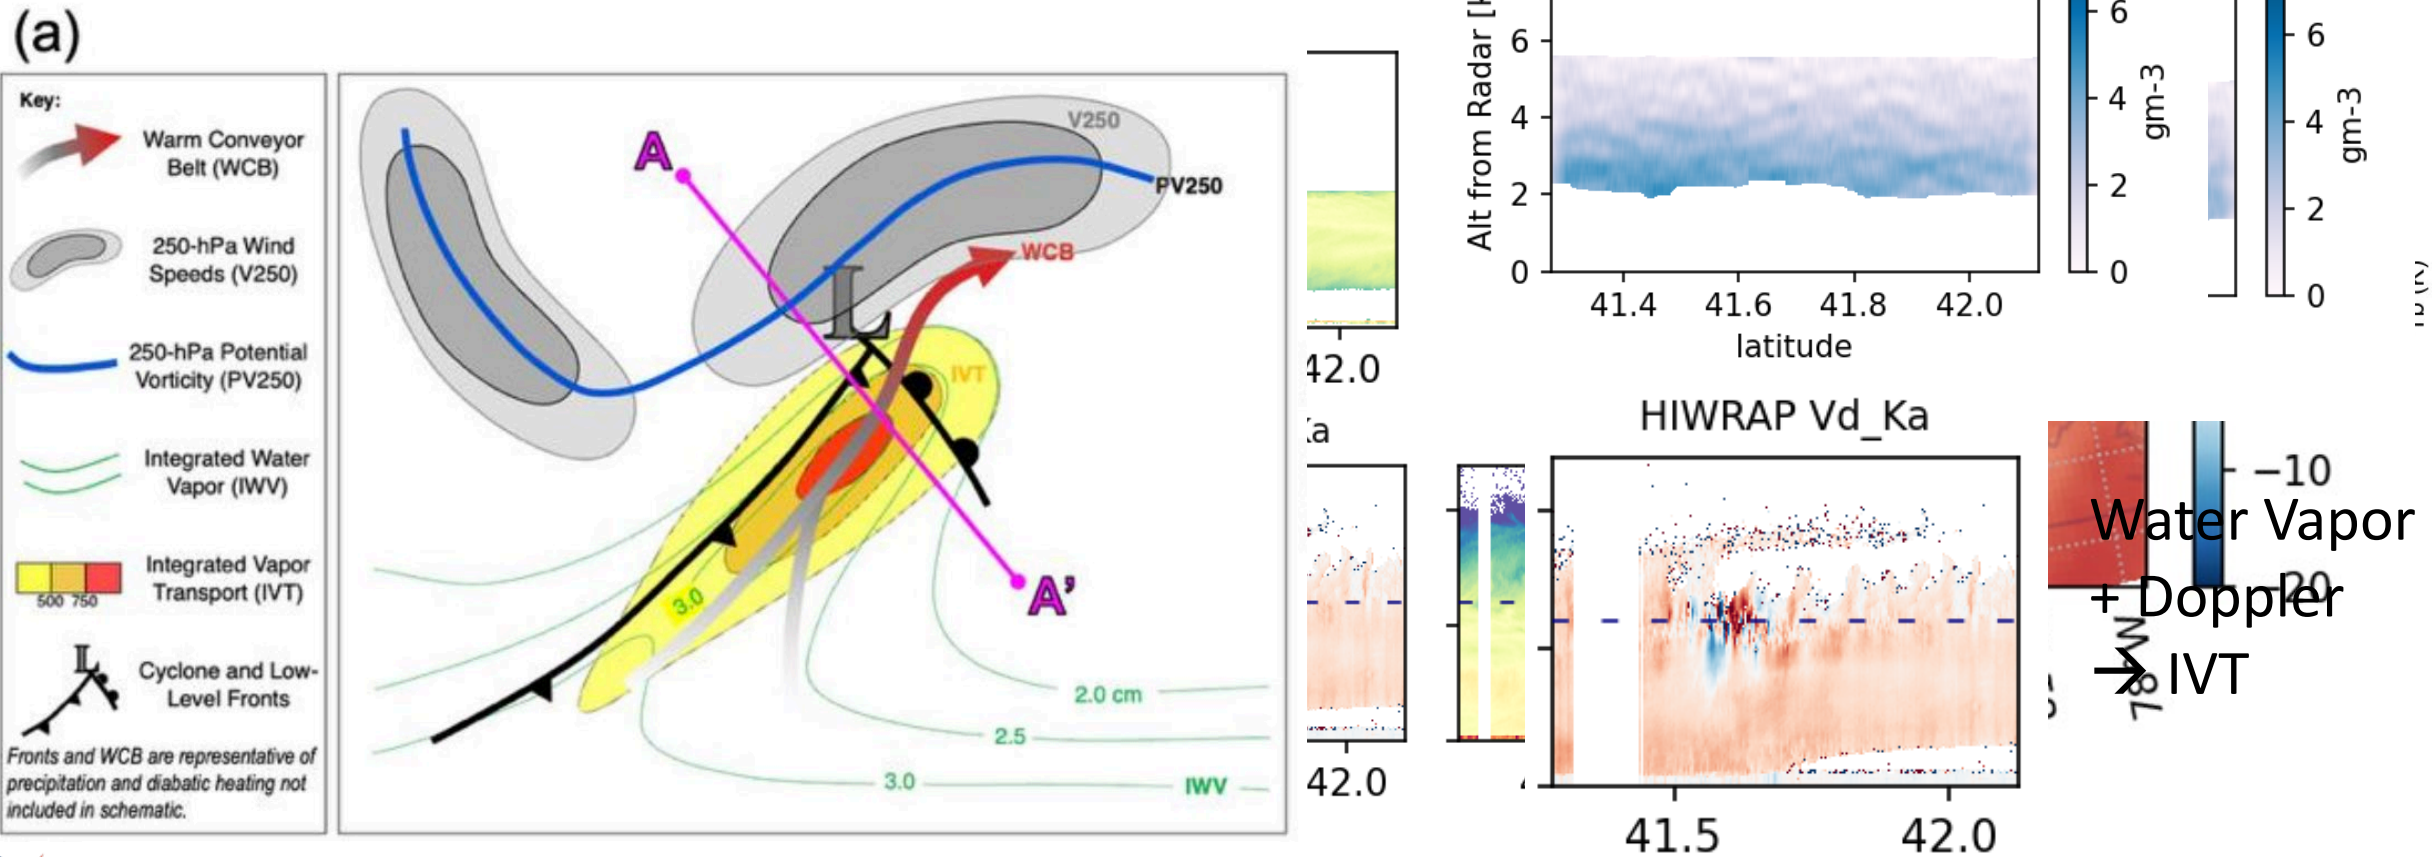 (a)
Key:
Warm Conveyor
Belt (WCB)
250-hPa Wind
Speeds (V250)
250-hPa Potential
Vorticity (PV250)
Integrated Water
Vapor (IWV)
Integrated Vapor
Transport (IVT)
500 750
L
Cyclone and Low-
Level Fronts
Fronts and WCB are representative of
precipitation and diabatic heating not
included in schematic.
A
V250
PV250
WCB
L
IVT
3.0
A'
2.0 cm
2.5
3.0
IWV
42.0
Ka
42.0
Alt from Radar
6
4
2
0
41.4 41.6 41.8 42.0
latitude
6
4
2
0
gm-3
6
4
2
0
gm-3
HIWRAP Vd_Ka
41.5 42.0
−10
−20
78°W
Water Vapor
+ Doppler
→ IVT